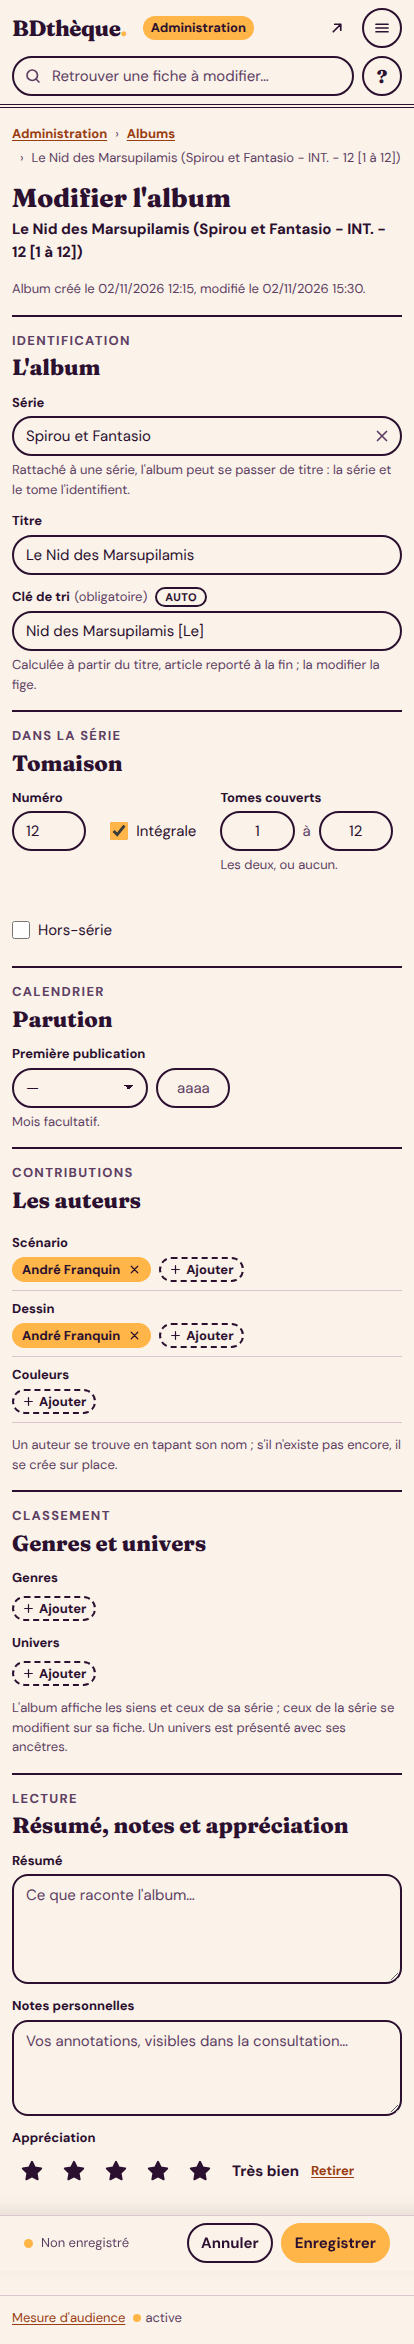 BDthèque. Administration
Retrouver une fiche à modifier... ?
Administration › Albums
› Le Nid des Marsupilamis (Spirou et Fantasio - INT. - 12 [1 à 12])
Modifier l'album
Le Nid des Marsupilamis (Spirou et Fantasio - INT. -
12 [1 à 12])
Album créé le 02/11/2026 12:15, modifié le 02/11/2026 15:30.
IDENTIFICATION
L'album
Série
Spirou et Fantasio
Rattaché à une série, l'album peut se passer de titre : la série et
le tome l'identifient.
Titre
Le Nid des Marsupilamis
Clé de tri (obligatoire) AUTO
Nid des Marsupilamis [Le]
Calculée à partir du titre, article reporté à la fin ; la modifier la
fige.
DANS LA SÉRIE
Tomaison
Numéro Tomes couverts
12 Intégrale 1 à 12
Les deux, ou aucun.
Hors-série
CALENDRIER
Parution
Première publication
— aaaa
Mois facultatif.
CONTRIBUTIONS
Les auteurs
Scénario
André Franquin × + Ajouter
Dessin
André Franquin × + Ajouter
Couleurs
+ Ajouter
Un auteur se trouve en tapant son nom ; s'il n'existe pas encore, il
se crée sur place.
CLASSEMENT
Genres et univers
Genres
+ Ajouter
Univers
+ Ajouter
L'album affiche les siens et ceux de sa série ; ceux de la série se
modifient sur sa fiche. Un univers est présenté avec ses
ancêtres.
LECTURE
Résumé, notes et appréciation
Résumé
Ce que raconte l'album...
Notes personnelles
Vos annotations, visibles dans la consultation...
Appréciation
Très bien Retirer
Non enregistré Annuler Enregistrer
Mesure d'audience active